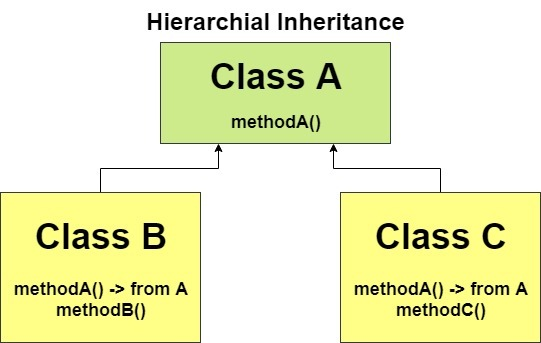 Hierarchial Inheritance
Class A
methodA()
Class B
methodA() -> from A
methodB()
Class C
methodA() -> from A
methodC()